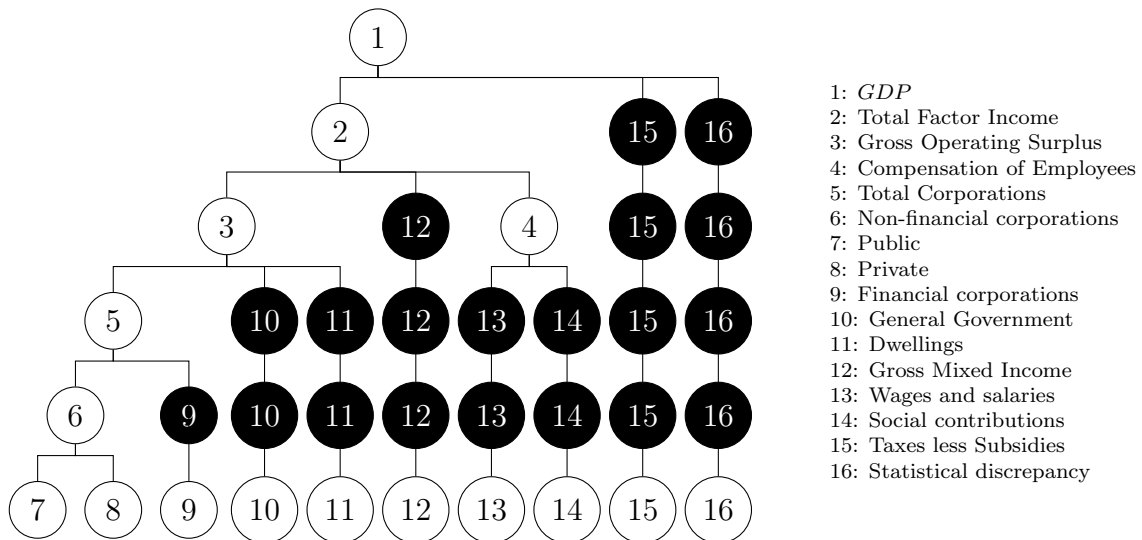 1
2 15 16
3 12 4 15 16
5 10 11 12 13 14 15 16
6 9 10 11 12 13 14 15 16
7 8 9 10 11 12 13 14 15 16
1: GDP
2: Total Factor Income
3: Gross Operating Surplus
4: Compensation of Employees
5: Total Corporations
6: Non-financial corporations
7: Public
8: Private
9: Financial corporations
10: General Government
11: Dwellings
12: Gross Mixed Income
13: Wages and salaries
14: Social contributions
15: Taxes less Subsidies
16: Statistical discrepancy